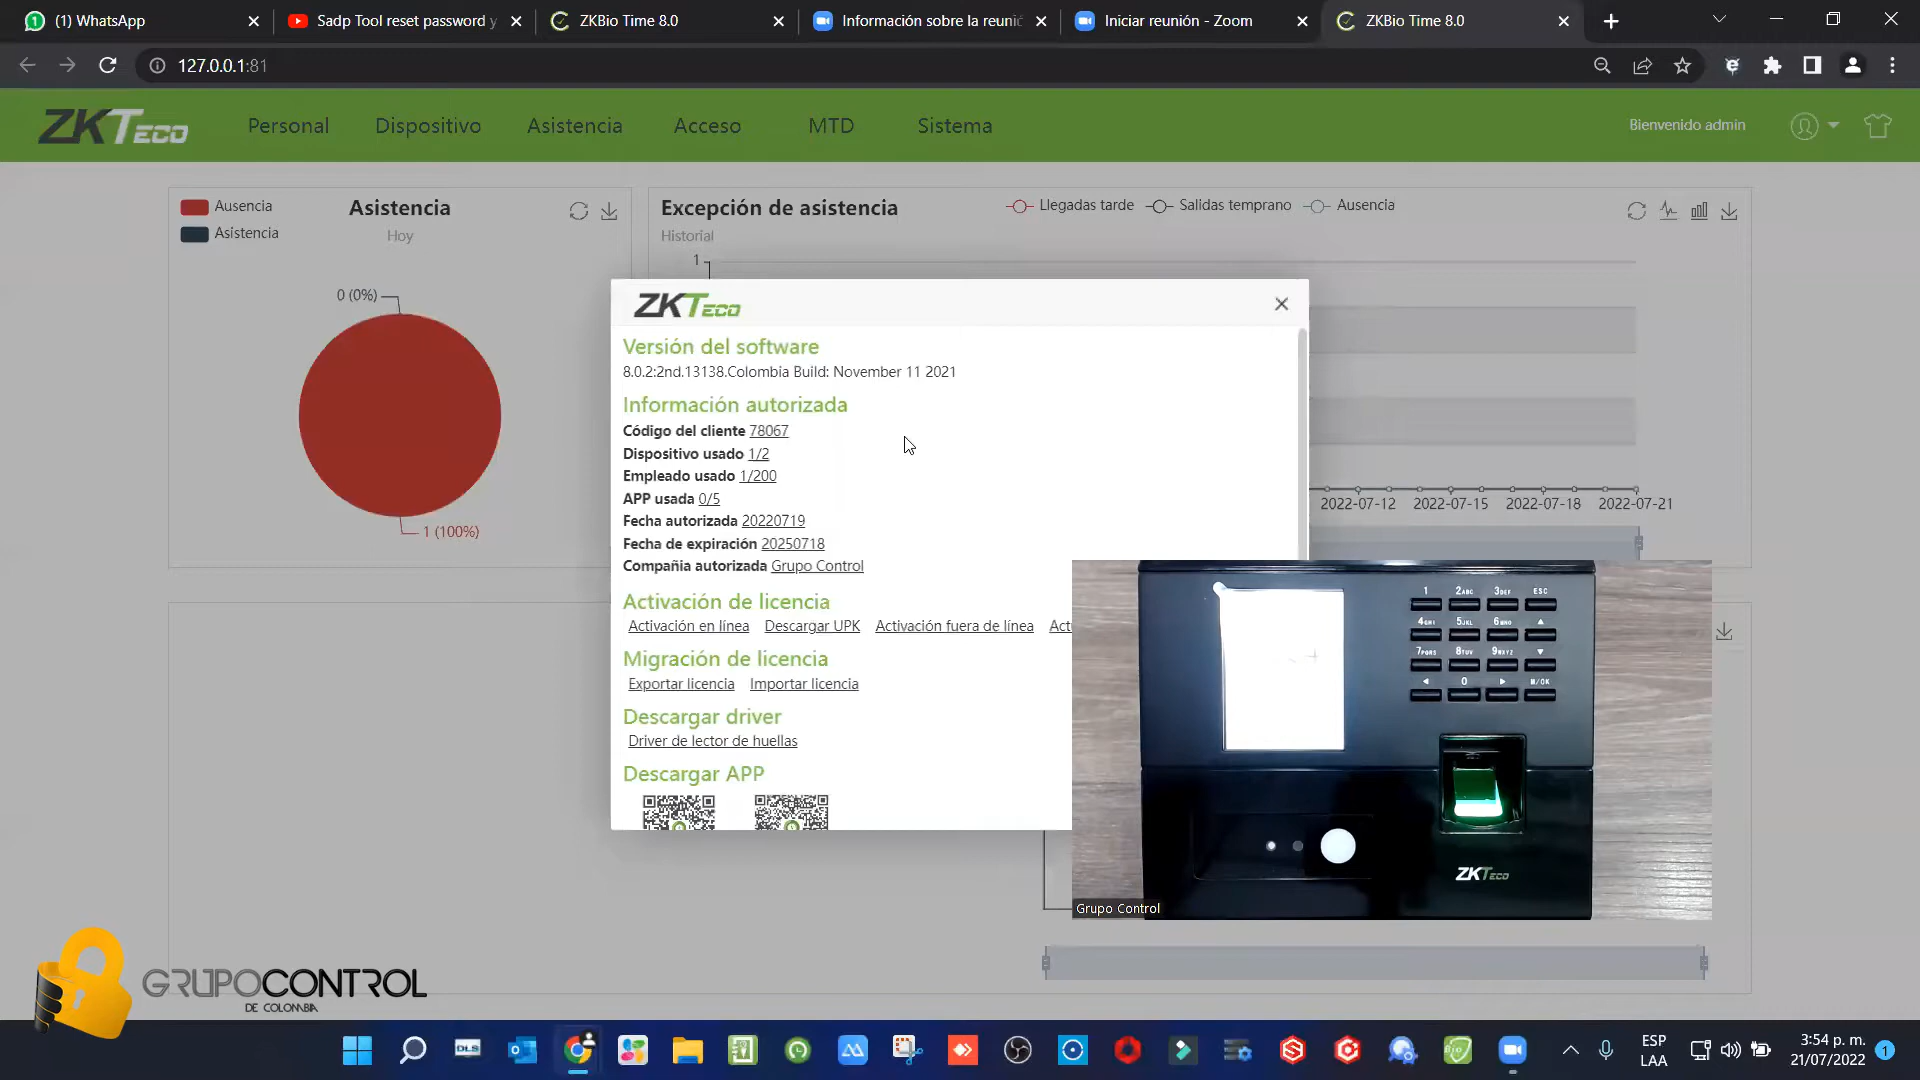 (1) WhatsApp
Sadp Tool reset password y
ZKBio Time 8.0
Información sobre la reunió
Iniciar reunión - Zoom
ZKBio Time 8.0
127.0.0.1:81
ZKTECO
Personal
Dispositivo
Asistencia
Acceso
MTD
Sistema
Bienvenido admin
Ausencia
Asistencia
Asistencia
Hoy
0 (0%)
1 (100%)
Excepción de asistencia
Historial
Llegadas tarde
Salidas temprano
Ausencia
1
2022-07-12
2022-07-15
2022-07-18
2022-07-21
ZKTECO
Versión del software
8.0.2:2nd.13138.Colombia Build: November 11 2021
Información autorizada
Código del cliente 78067
Dispositivo usado 1/2
Empleado usado 1/200
APP usada 0/5
Fecha autorizada 20220719
Fecha de expiración 20250718
Compañia autorizada Grupo Control
Activación de licencia
Activación en línea Descargar UPK Activación fuera de línea Act
Migración de licencia
Exportar licencia Importar licencia
Descargar driver
Driver de lector de huellas
Descargar APP
1 2ABC 3DEF ESC
4GHI 5JKL 6MNO
7PQRS 8TUV 9WXYZ
0 M/OK
ZKTECO
Grupo Control
GRUPOCONTROL
DE COLOMBIA
DLS
ESP
LAA
3:54 p. m.
21/07/2022
1